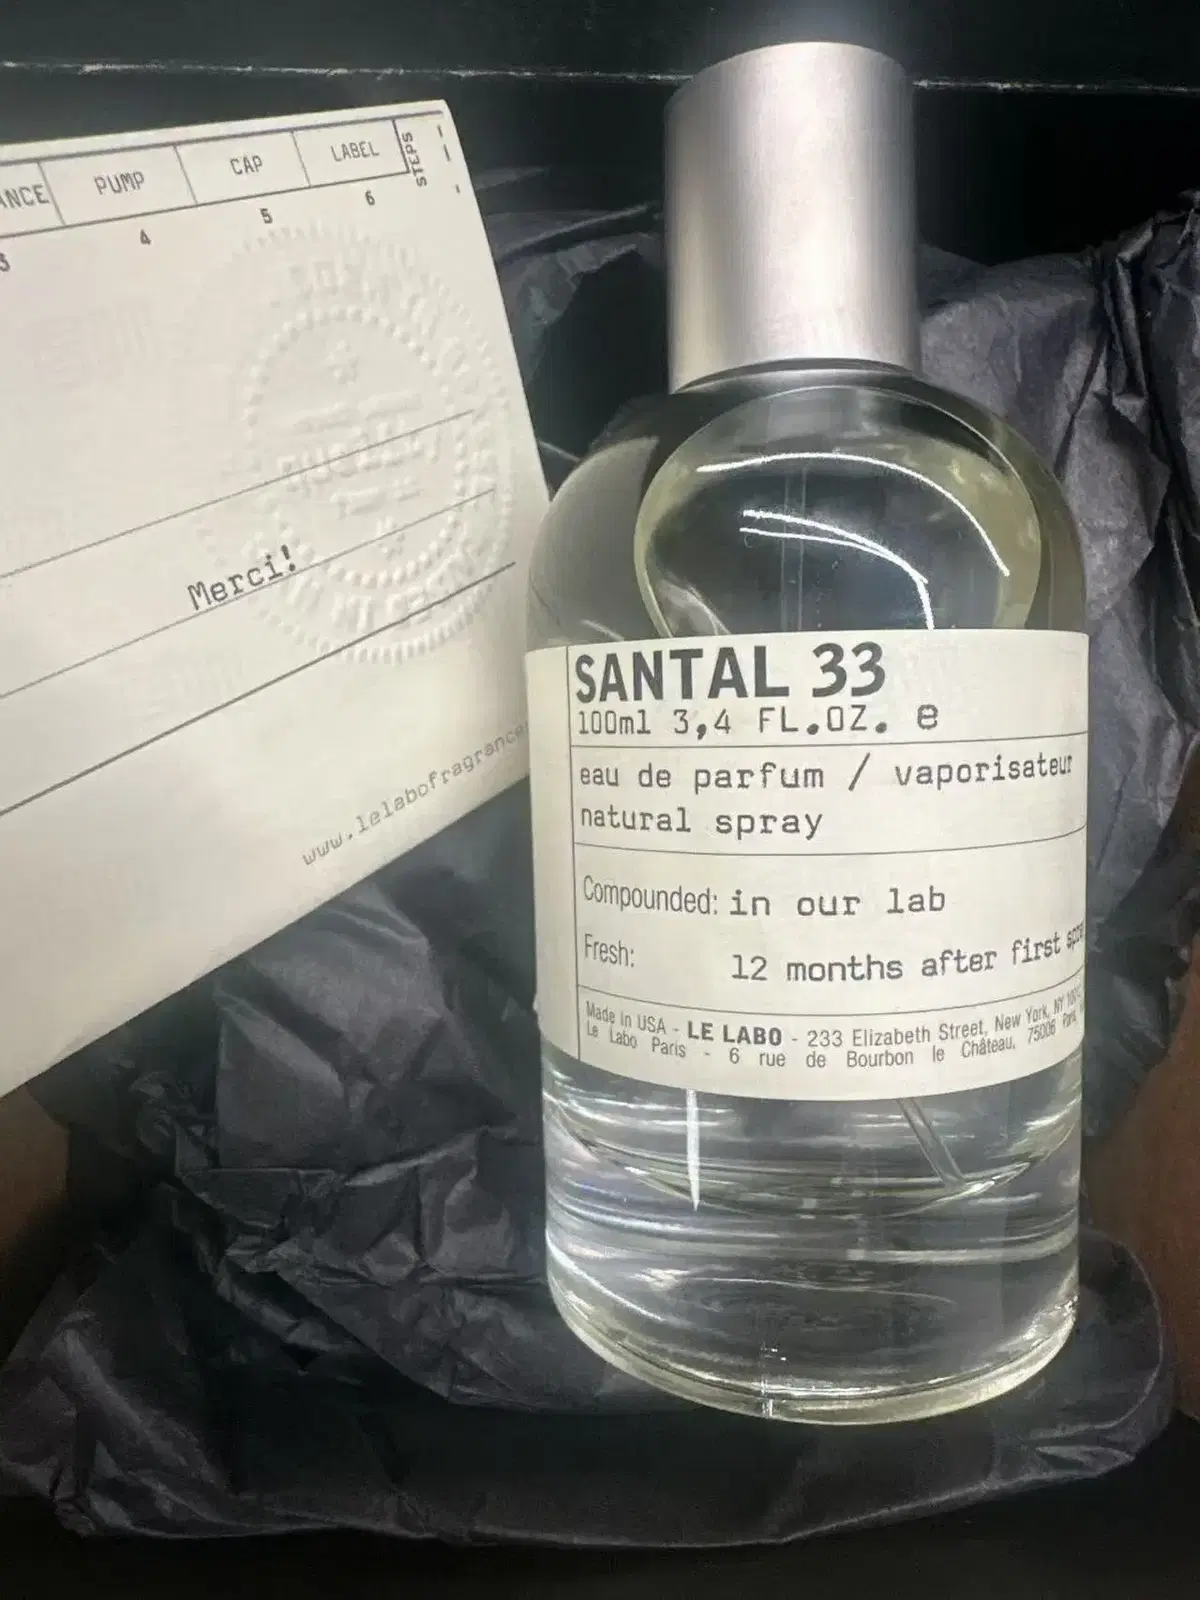 PUMP
CAP
LABEL
STEPS
4
5
6
Merci!
SANTAL 33
100ml 3,4 FL.OZ. e
eau de parfum / vaporisateur
natural spray
Compounded: in our lab
Fresh: 12 months after first
Made in USA - LE LABO - 233 Elizabeth Street, New York, NY
Le Labo Paris - 6 rue de Bourbon le Château, 75006